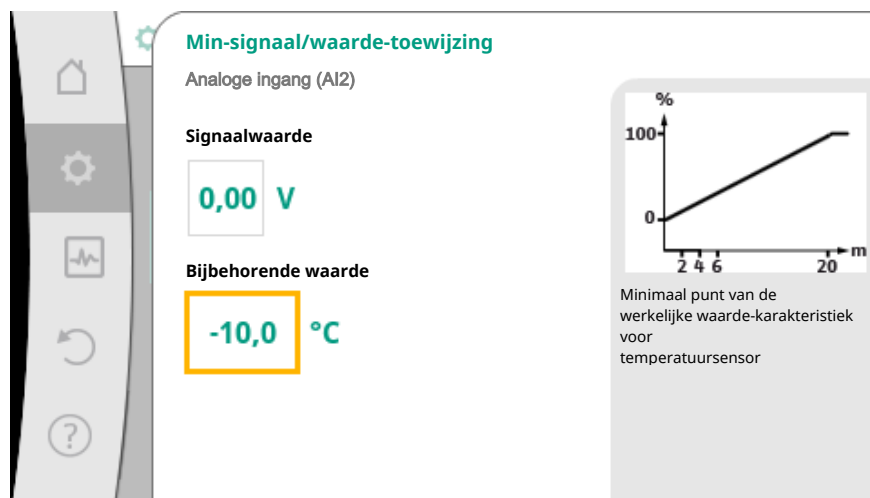 Min-signaal/waarde-toewijzing
Analoge ingang (AI2)
Signaalwaarde
0,00 V
Bijbehorende waarde
-10,0 °C
%
100
0
2 4 6 20 m
Minimaal punt van de
werkelijke waarde-karakteristiek
voor
temperatuursensor
?